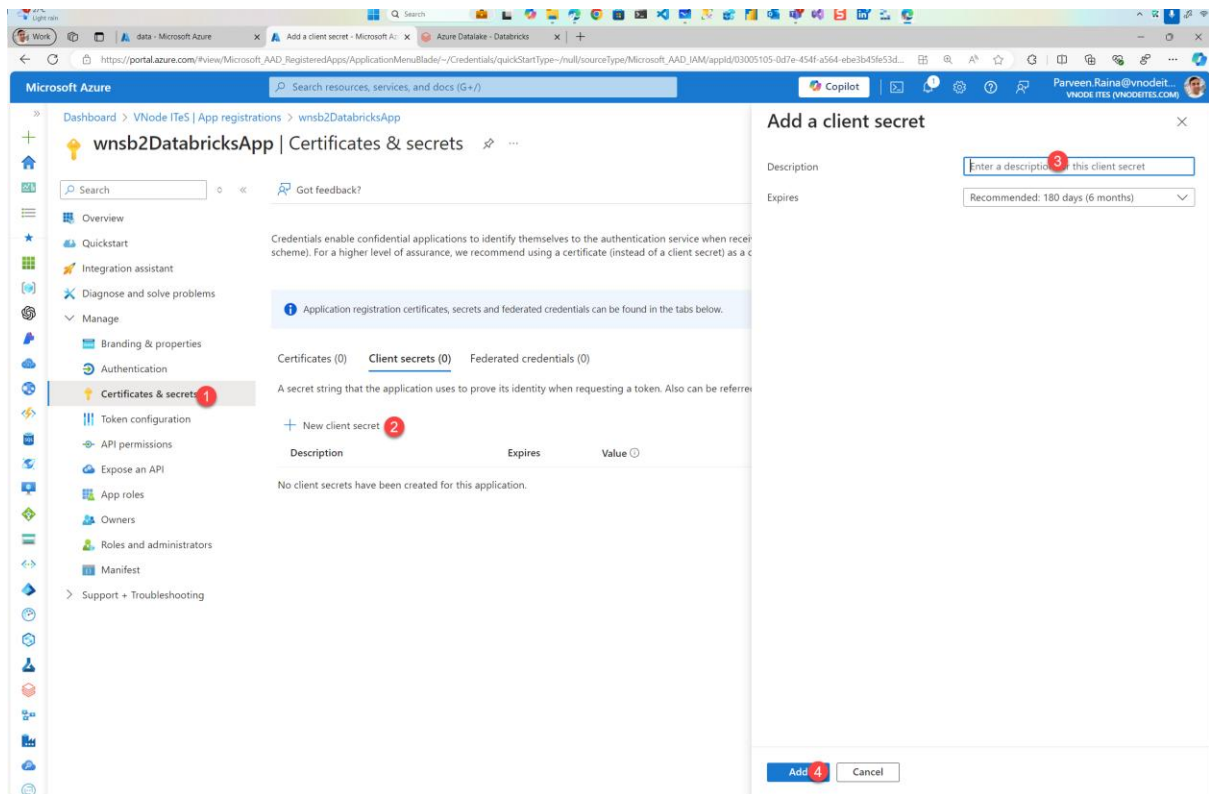 27°C
Light rain
Search
Work
data - Microsoft Azure
Add a client secret - Microsoft Az
Azure Datalake - Databricks
https://portal.azure.com/#view/Microsoft_AAD_RegisteredApps/ApplicationMenuBlade/~/Credentials/quickStartType~/null/sourceType/Microsoft_AAD_IAM/appId/03005105-0d7e-454f-a564-ebe3b45fe53d...
Microsoft Azure
Search resources, services, and docs (G+/)
Copilot
1
Parveen.Raina@vnodeit...
VNODE ITES (VNODEITES.COM)
Dashboard > VNode ITeS | App registrations > wnsb2DatabricksApp
wnsb2DatabricksApp | Certificates & secrets
Search
Got feedback?
Overview
Quickstart
Integration assistant
Diagnose and solve problems
Manage
Branding & properties
Authentication
Certificates & secrets
1
Token configuration
API permissions
Expose an API
App roles
Owners
Roles and administrators
Manifest
Support + Troubleshooting
Credentials enable confidential applications to identify themselves to the authentication service when recei
scheme). For a higher level of assurance, we recommend using a certificate (instead of a client secret) as a c
Application registration certificates, secrets and federated credentials can be found in the tabs below.
Certificates (0) Client secrets (0) Federated credentials (0)
A secret string that the application uses to prove its identity when requesting a token. Also can be referre
New client secret
2
Description Expires Value
No client secrets have been created for this application.
Add a client secret
Description
Enter a description this client secret
3
Expires
Recommended: 180 days (6 months)
Add
4
Cancel